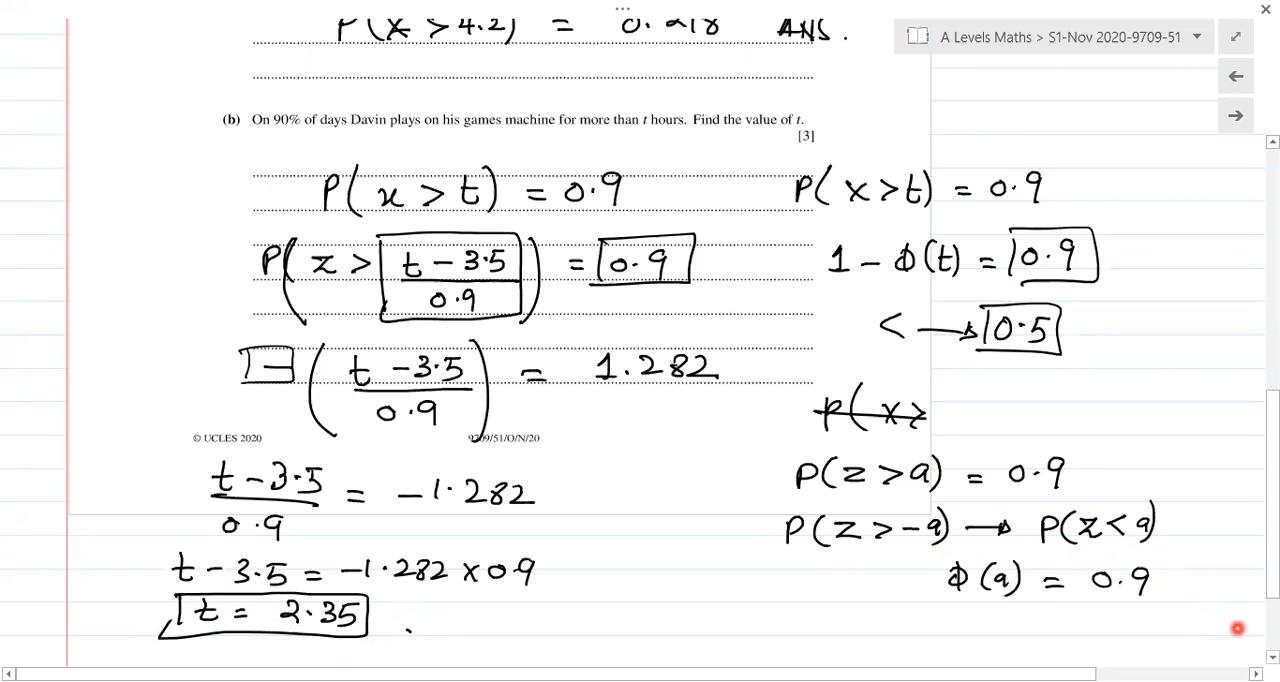 P(x > 4.2) = 0.218 ANS.
A Levels Maths > S1-Nov 2020-9709-51
(b) On 90% of days Davin plays on his games machine for more than t hours. Find the value of t.
[3]
P(x > t) = 0.9
P(z > (t - 3.5)/0.9) = 0.9
-((t - 3.5)/0.9) = 1.282
© UCLES 2020
9709/51/O/N/20
(t - 3.5)/0.9 = -1.282
t - 3.5 = -1.282 x 0.9
t = 2.35
P(x > t) = 0.9
1 - Φ(t) = 0.9
< → 0.5
P(x >
P(z > a) = 0.9
P(z > -a) → P(z < a)
Φ(a) = 0.9